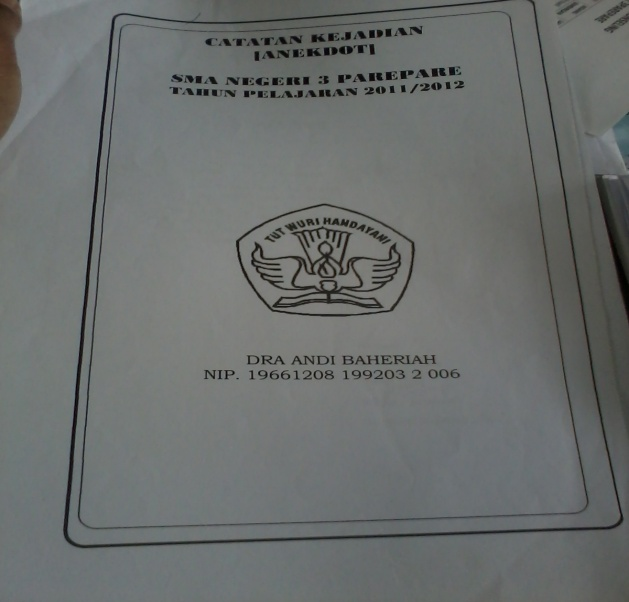 CATATAN KEJADIAN
[ANEKDOT]
SMA NEGERI 3 PAREPARE
TAHUN PELAJARAN 2011/2012
TUT WURI HANDAYANI
DRA ANDI BAHERIAH
NIP. 19661208 199203 2 006